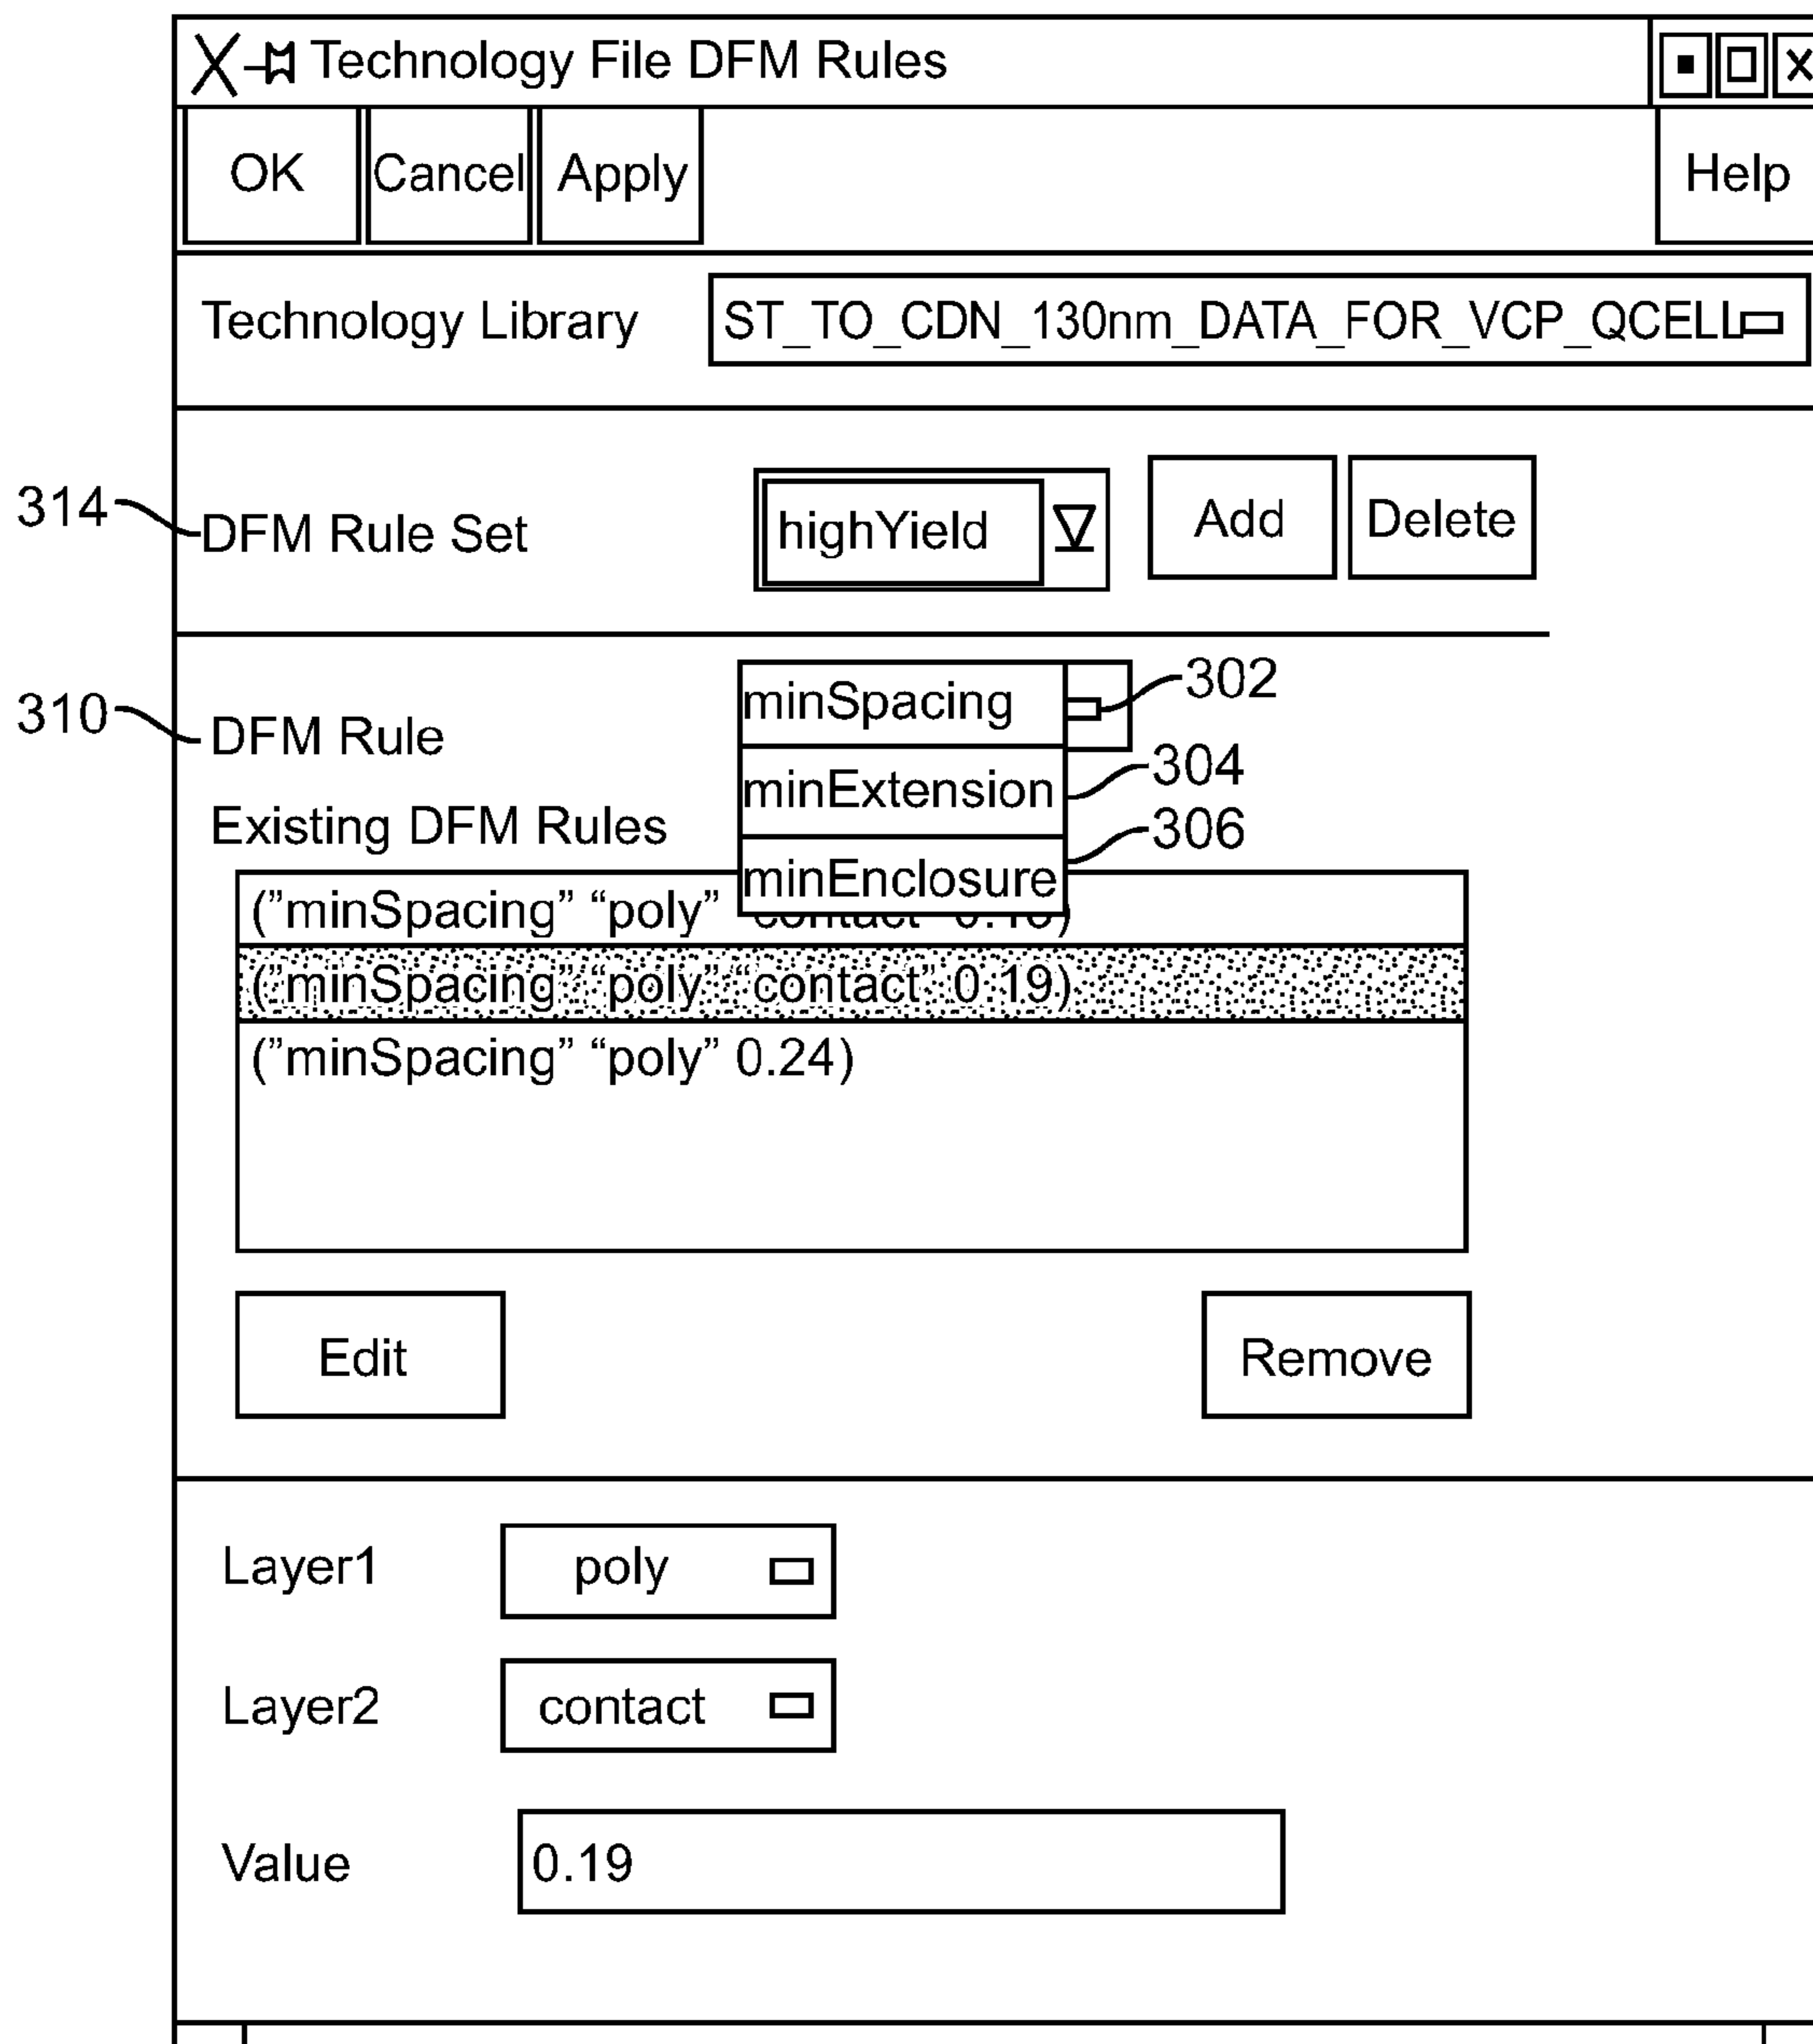 Technology File DFM Rules
OK Cancel Apply Help
Technology Library ST_TO_CDN_130nm_DATA_FOR_VCP_QCELL
314 DFM Rule Set highYield Add Delete
310 DFM Rule minSpacing 302
minExtension 304
Existing DFM Rules 306
minEnclosure
("minSpacing" “poly”
("minSpacing" “poly” “contact” 0.19)
(”minSpacing” “poly” 0.24)
Edit Remove
Layer1 poly
Layer2 contact
Value 0.19